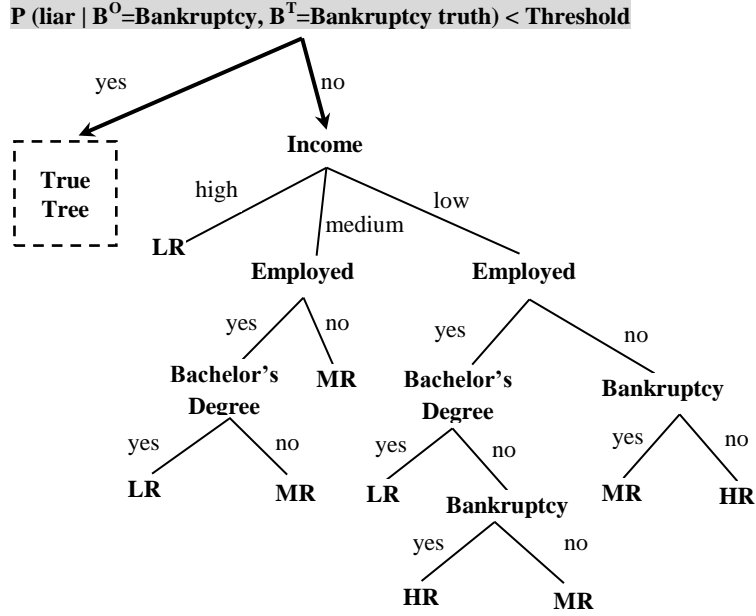 P (liar | B^O=Bankruptcy, B^T=Bankruptcy truth) < Threshold
yes
no
True
Tree
Income
high
medium
low
LR
Employed
Employed
yes
no
yes
no
Bachelor's
Degree
MR
Bachelor's
Degree
Bankruptcy
yes
no
yes
no
yes
no
LR
MR
LR
Bankruptcy
MR
HR
yes
no
HR
MR